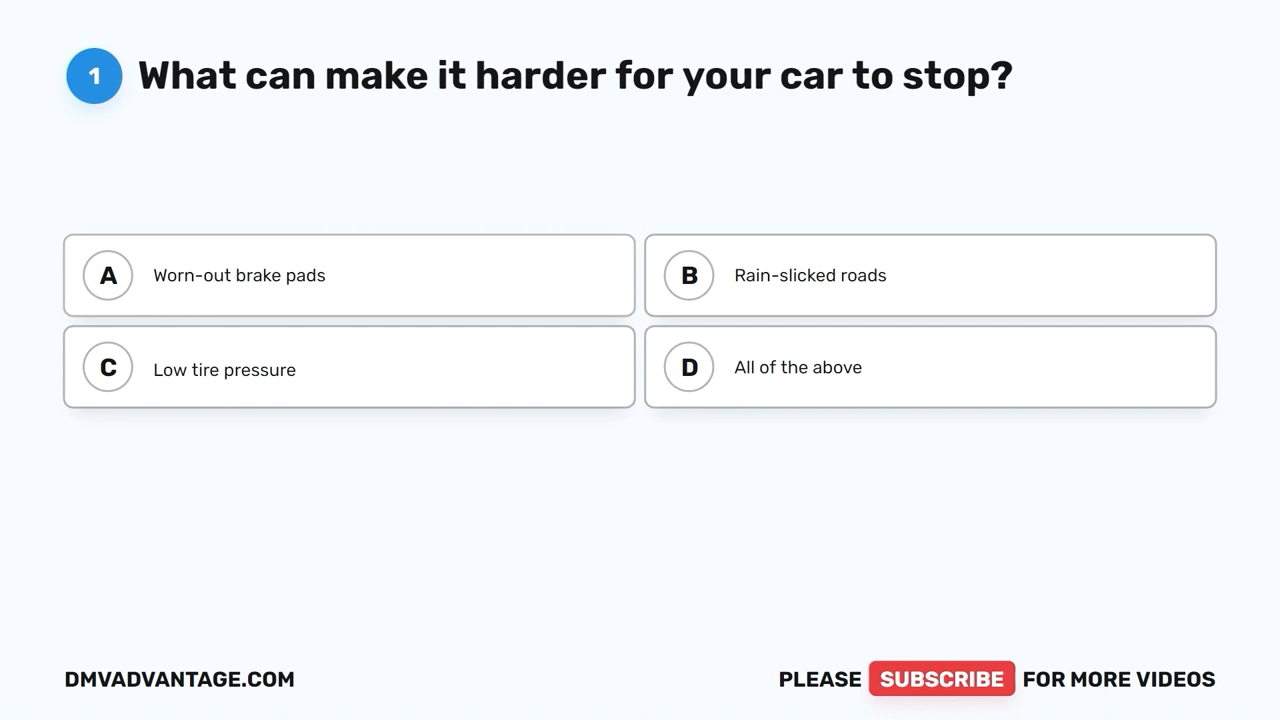 1 What can make it harder for your car to stop?
A Worn-out brake pads
B Rain-slicked roads
C Low tire pressure
D All of the above
DMVADVANTAGE.COM
PLEASE SUBSCRIBE FOR MORE VIDEOS